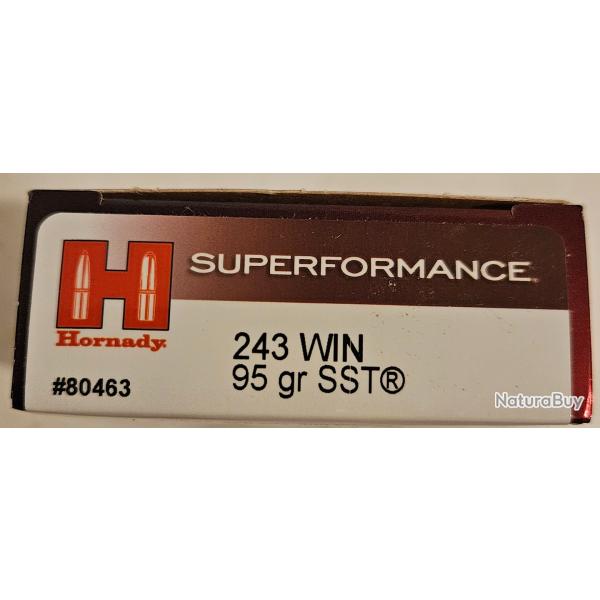 SUPERFORMANCE
Hornady
243 WIN
#80463
95 gr SST®
NaturaBuy